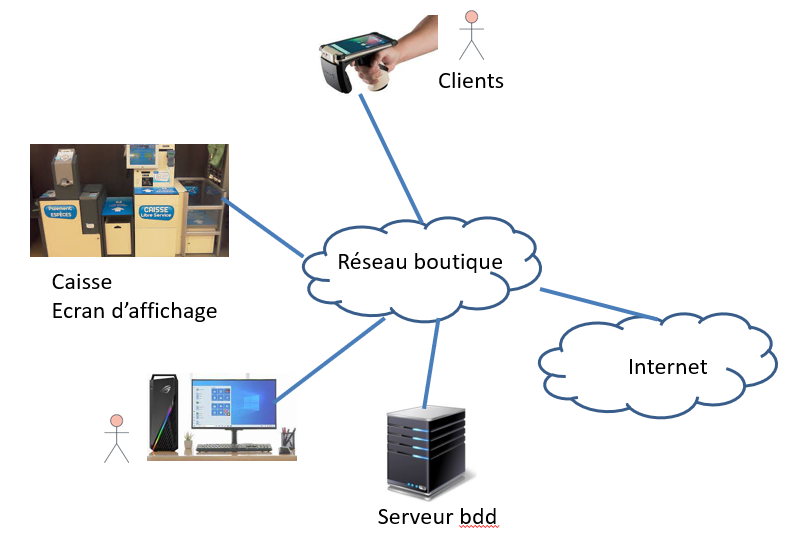 Clients
Paiement
ESPÈCES
CAISSE
Libre Service
Réseau boutique
Caisse
Ecran d’affichage
Internet
Serveur bdd